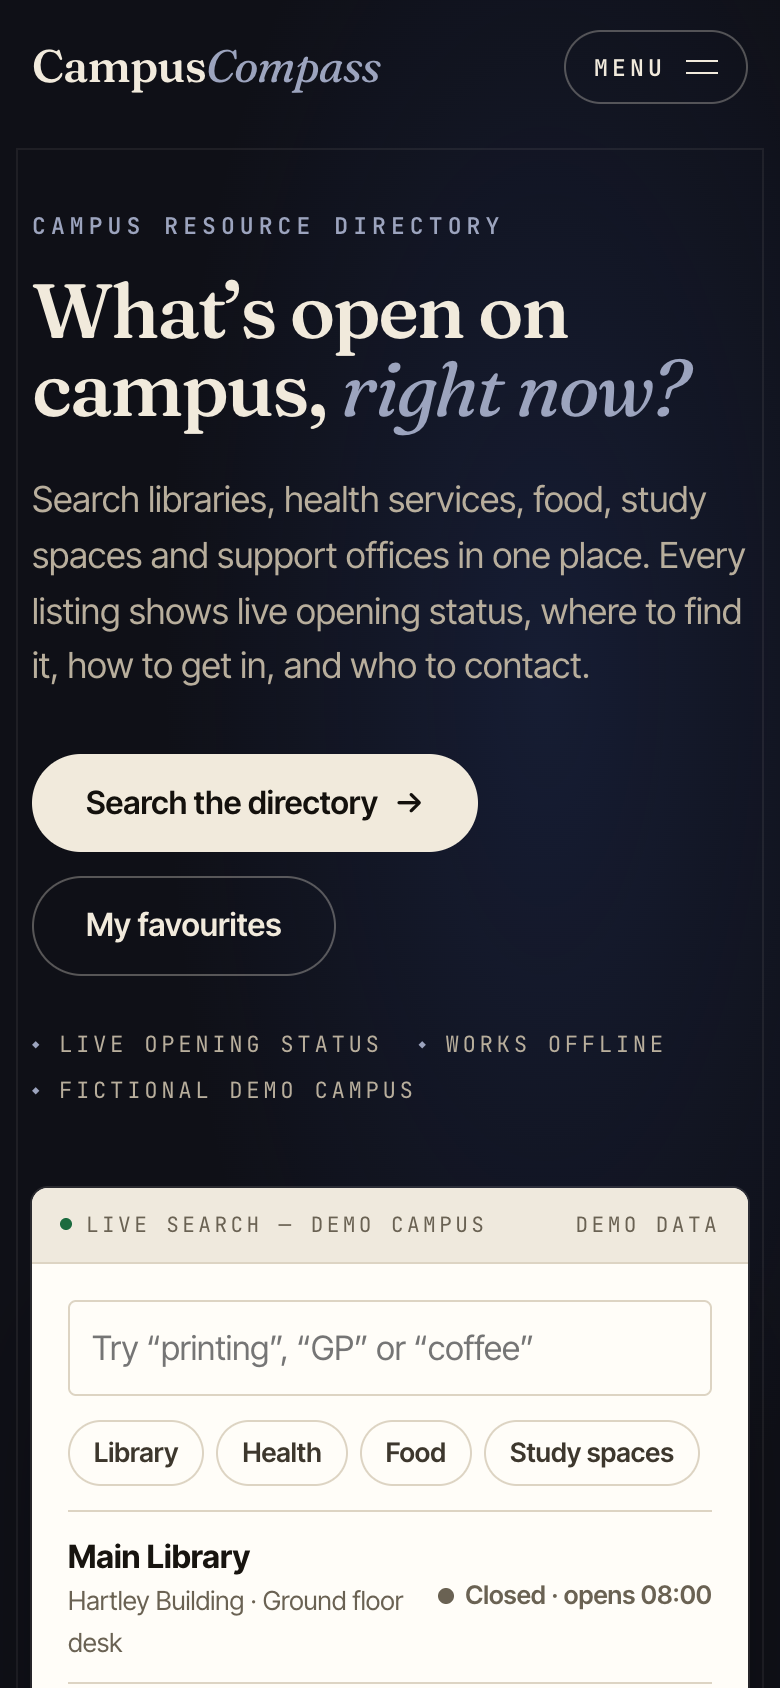 CampusCompass
MENU
CAMPUS RESOURCE DIRECTORY
What’s open on
campus, right now?
Search libraries, health services, food, study
spaces and support offices in one place. Every
listing shows live opening status, where to find
it, how to get in, and who to contact.
Search the directory →
My favourites
LIVE OPENING STATUS
WORKS OFFLINE
FICTIONAL DEMO CAMPUS
LIVE SEARCH — DEMO CAMPUS
DEMO DATA
Try “printing”, “GP” or “coffee”
Library
Health
Food
Study spaces
Main Library
Hartley Building · Ground floor
desk
Closed · opens 08:00